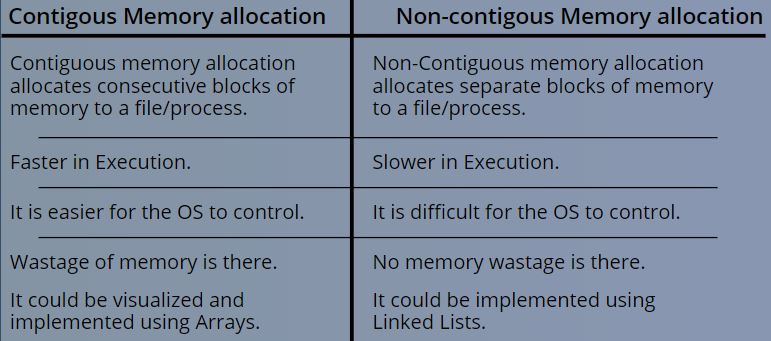 Contigous Memory allocation
Non-contigous Memory allocation
Contiguous memory allocation
allocates consecutive blocks of
memory to a file/process.
Non-Contiguous memory allocation
allocates separate blocks of memory
to a file/process.
Faster in Execution.
Slower in Execution.
It is easier for the OS to control.
It is difficult for the OS to control.
Wastage of memory is there.
No memory wastage is there.
It could be visualized and
implemented using Arrays.
It could be implemented using
Linked Lists.